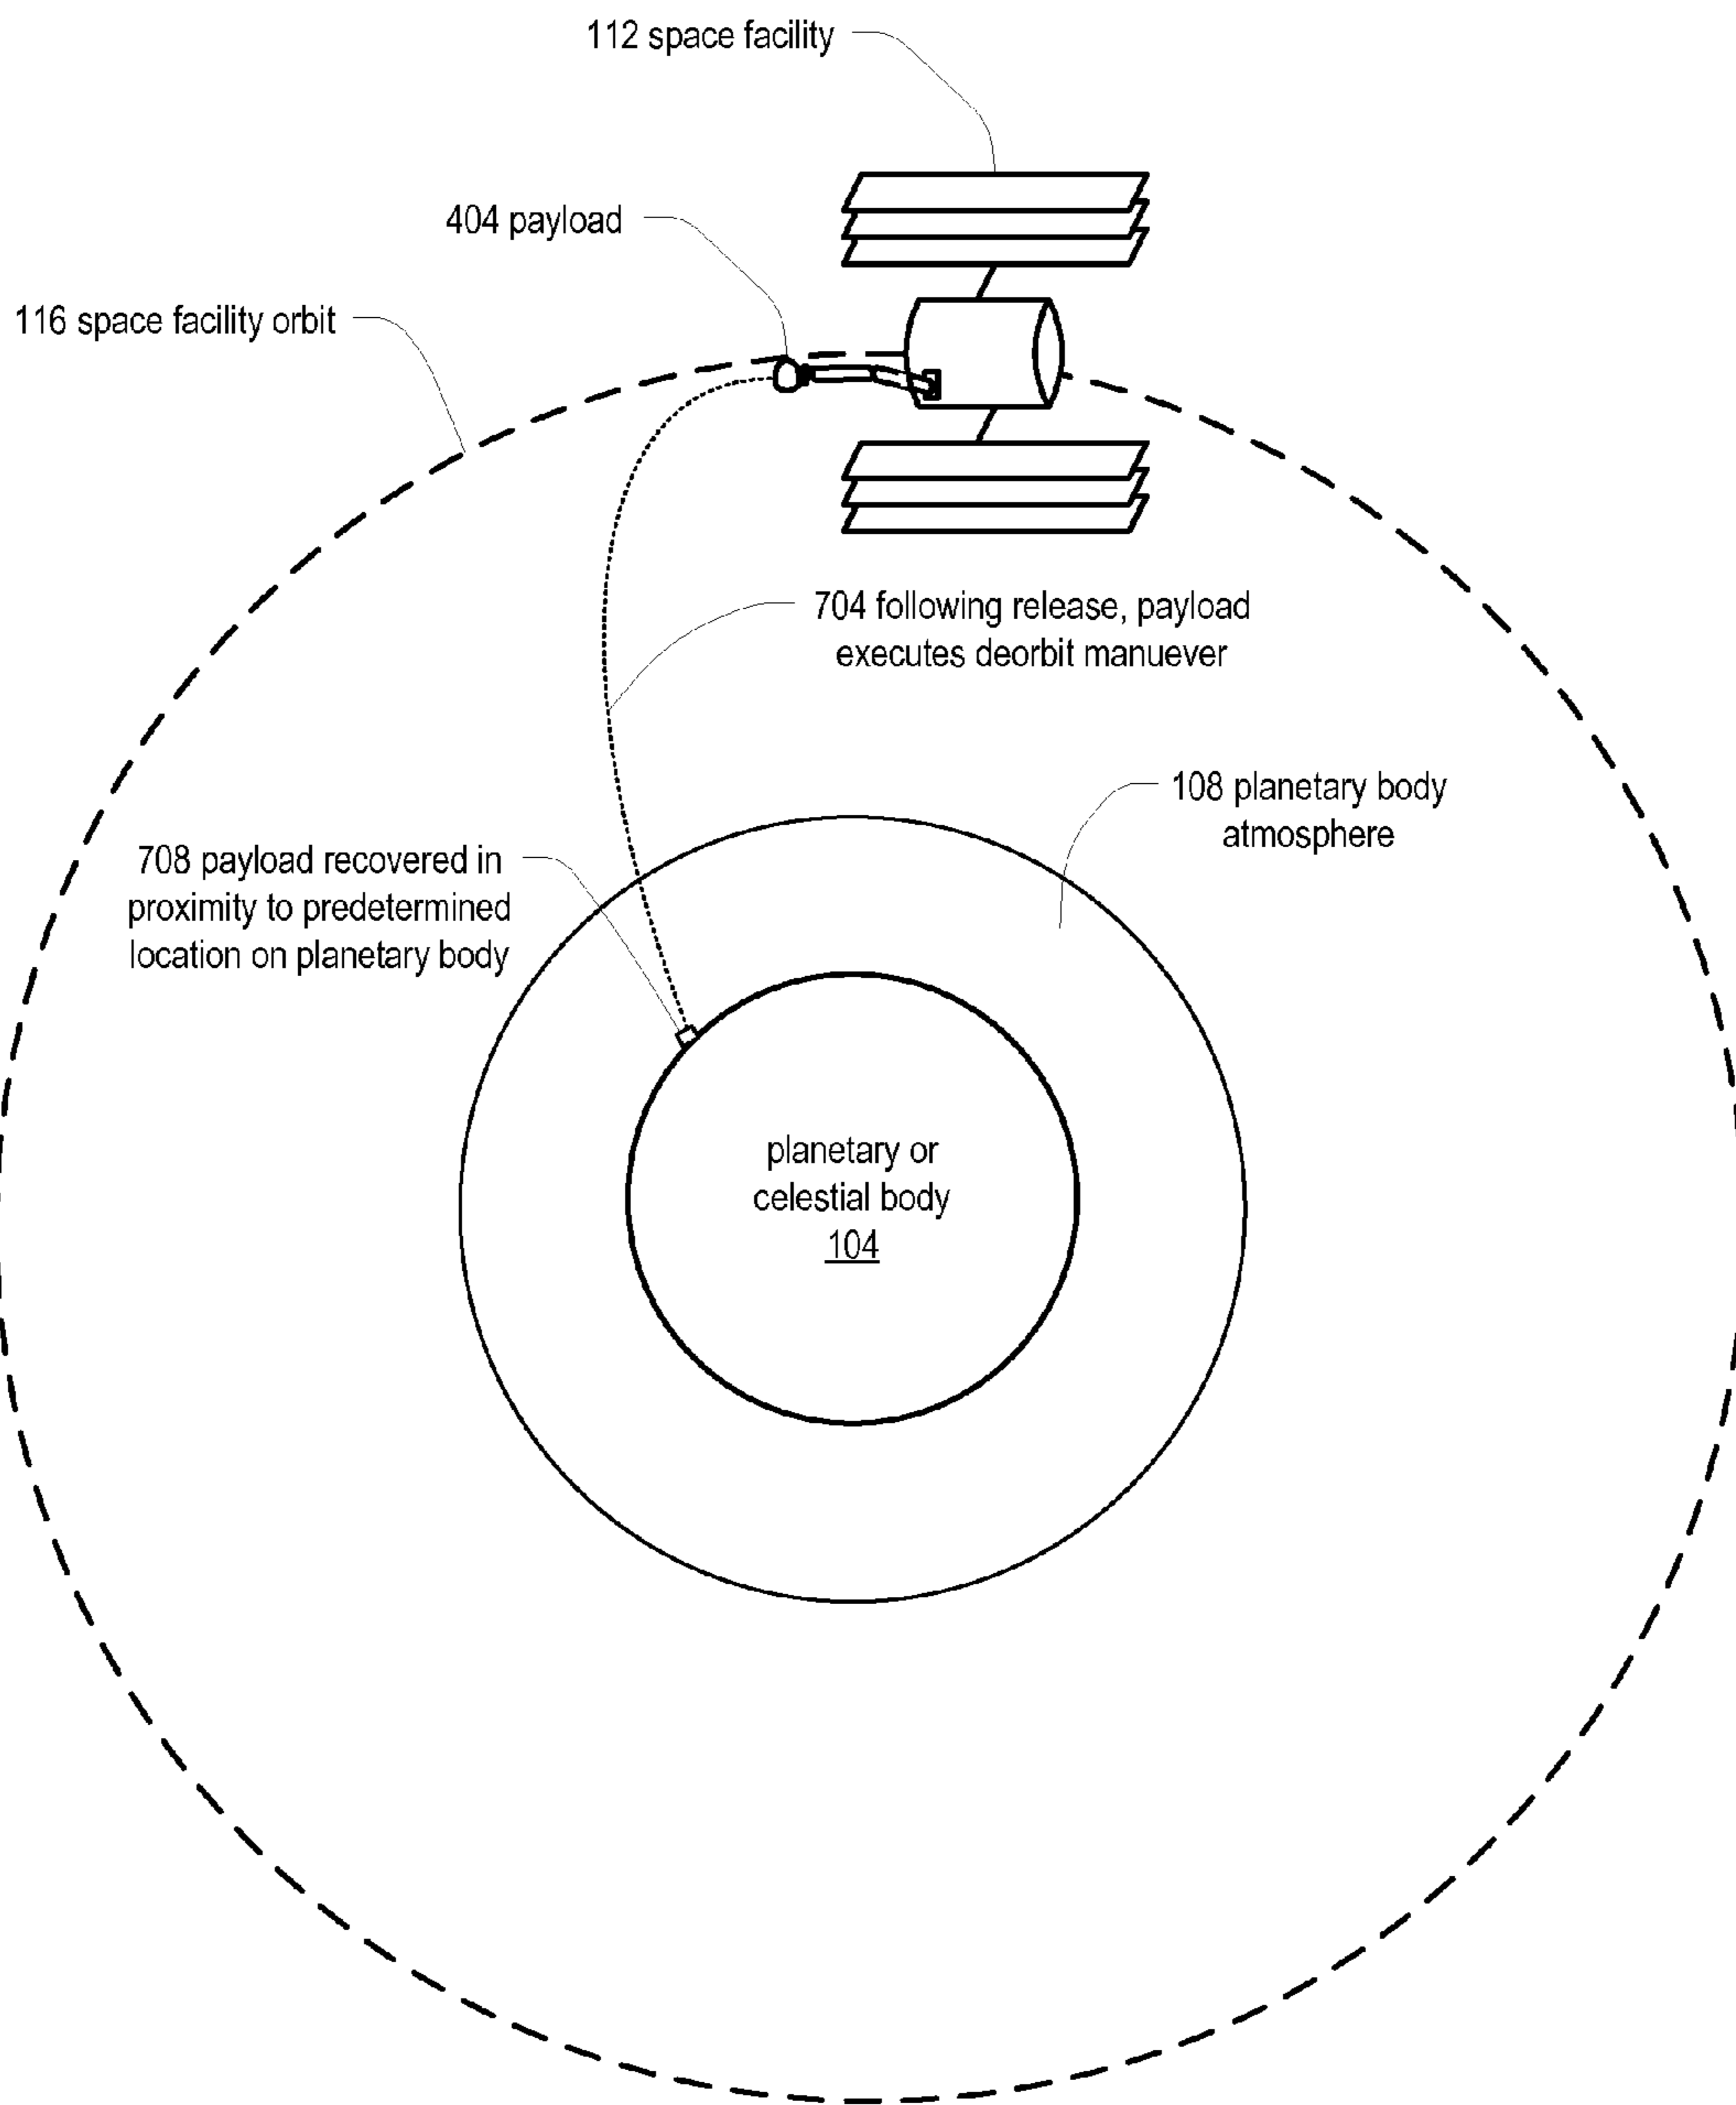 112 space facility
404 payload
116 space facility orbit
704 following release, payload
executes deorbit manuever
108 planetary body
atmosphere
708 payload recovered in
proximity to predetermined
location on planetary body
planetary or
celestial body
104